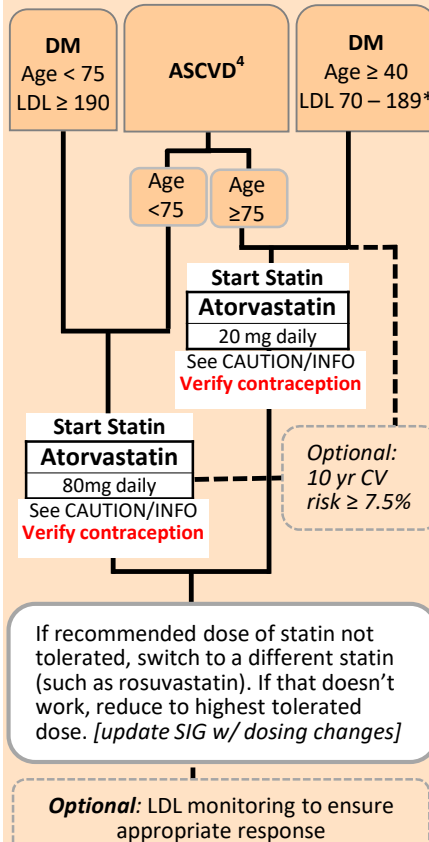 DM
Age < 75
LDL ≥ 190
ASCVD4
DM
Age ≥ 40
LDL 70 – 189*
Age
<75
Age
≥75
Start Statin
Atorvastatin
20 mg daily
See CAUTION/INFO
Verify contraception
Start Statin
Atorvastatin
80mg daily
See CAUTION/INFO
Verify contraception
Optional:
10 yr CV
risk ≥ 7.5%
If recommended dose of statin not
tolerated, switch to a different statin
(such as rosuvastatin). If that doesn’t
work, reduce to highest tolerated
dose. [update SIG w/ dosing changes]
Optional: LDL monitoring to ensure
appropriate response